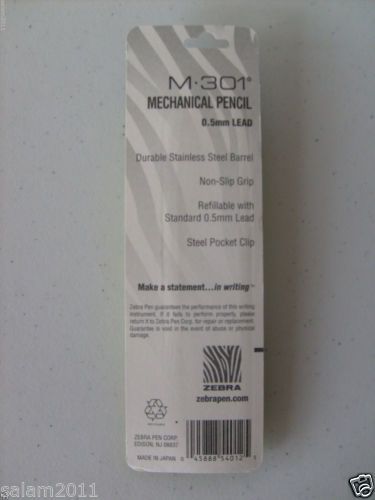 M·301®
MECHANICAL PENCIL
0.5mm LEAD
Durable Stainless Steel Barrel
Non-Slip Grip
Refillable with
Standard 0.5mm Lead
Steel Pocket Clip
Make a statement...in writing™
Zebra Pen guarantees the performance of this writing
instrument. If it fails to perform properly, please
return it to Zebra Pen Corp. for repair or replacement.
Guarantee is void in the event of abuse or physical
damage.
ZEBRA
zebrapen.com
ZEBRA PEN CORP.
EDISON, NJ 08837
MADE IN JAPAN
0 45888 54012 5
salam2011